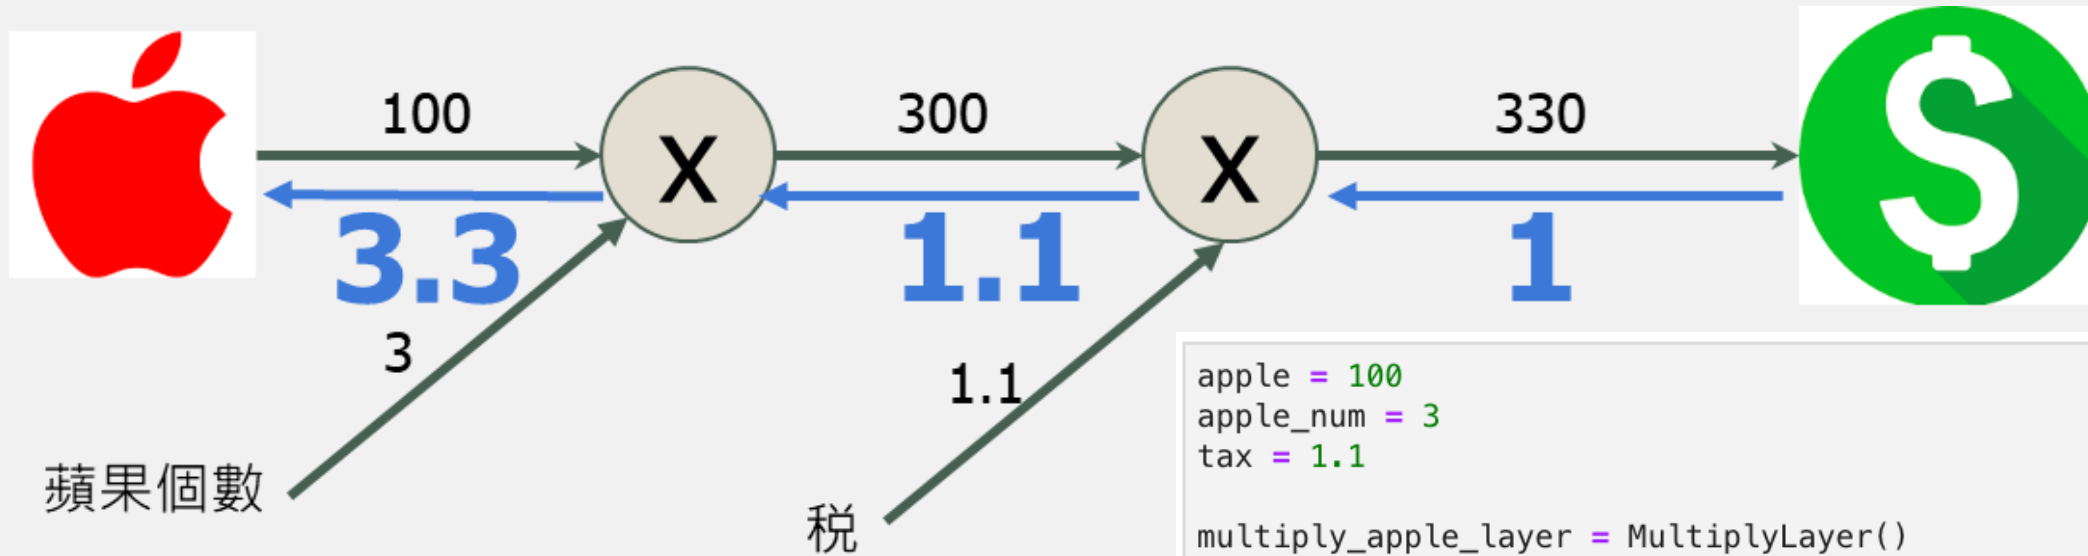 100
300
330
X
X
3.3
1.1
1
3
1.1
蘋果個數
税
apple = 100
apple_num = 3
tax = 1.1
multiply_apple_layer = MultiplyLayer()
$